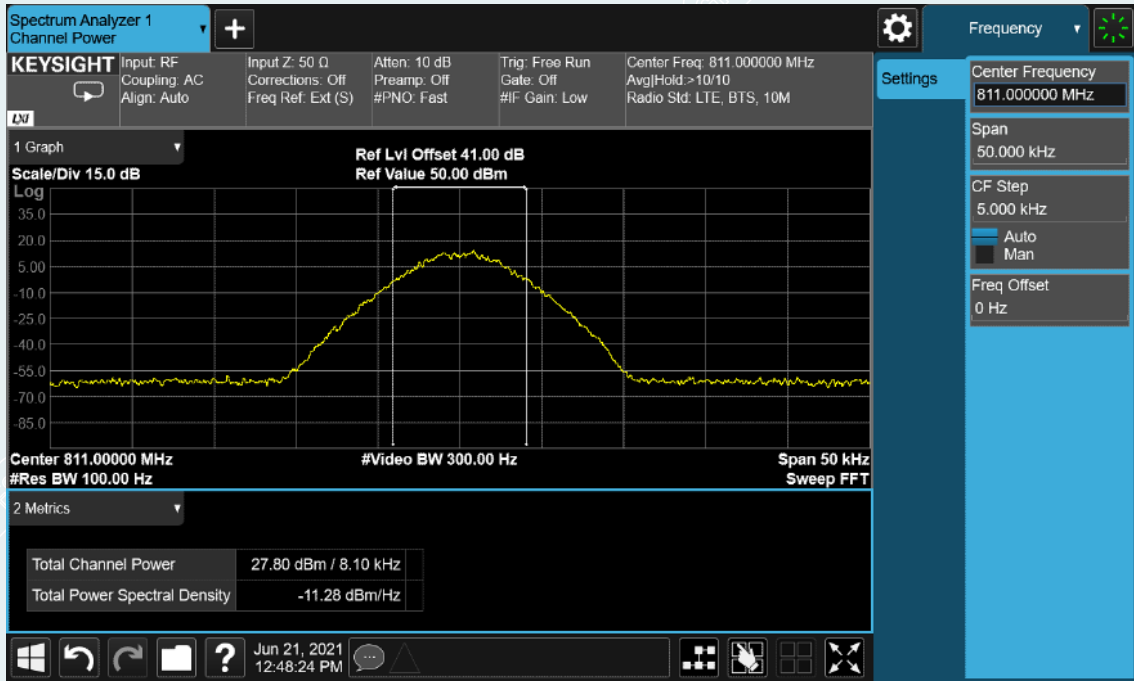 Spectrum Analyzer 1
Channel Power
+
Frequency
KEYSIGHT
LXI
Input: RF
Coupling: AC
Align: Auto
Input Z: 50 Ω
Corrections: Off
Freq Ref: Ext (S)
Atten: 10 dB
Preamp: Off
#PNO: Fast
Trig: Free Run
Gate: Off
#IF Gain: Low
Center Freq: 811.000000 MHz
Avg|Hold:>10/10
Radio Std: LTE, BTS, 10M
Settings
Center Frequency
811.000000 MHz
Span
50.000 kHz
CF Step
5.000 kHz
Auto
Man
Freq Offset
0 Hz
1 Graph
Scale/Div 15.0 dB
Ref Lvl Offset 41.00 dB
Ref Value 50.00 dBm
Log
35.0
20.0
5.00
-10.0
-25.0
-40.0
-55.0
-70.0
-85.0
Center 811.00000 MHz
#Video BW 300.00 Hz
Span 50 kHz
#Res BW 100.00 Hz
Sweep FFT
2 Metrics
Total Channel Power 27.80 dBm / 8.10 kHz
Total Power Spectral Density -11.28 dBm/Hz
?
Jun 21, 2021
12:48:24 PM